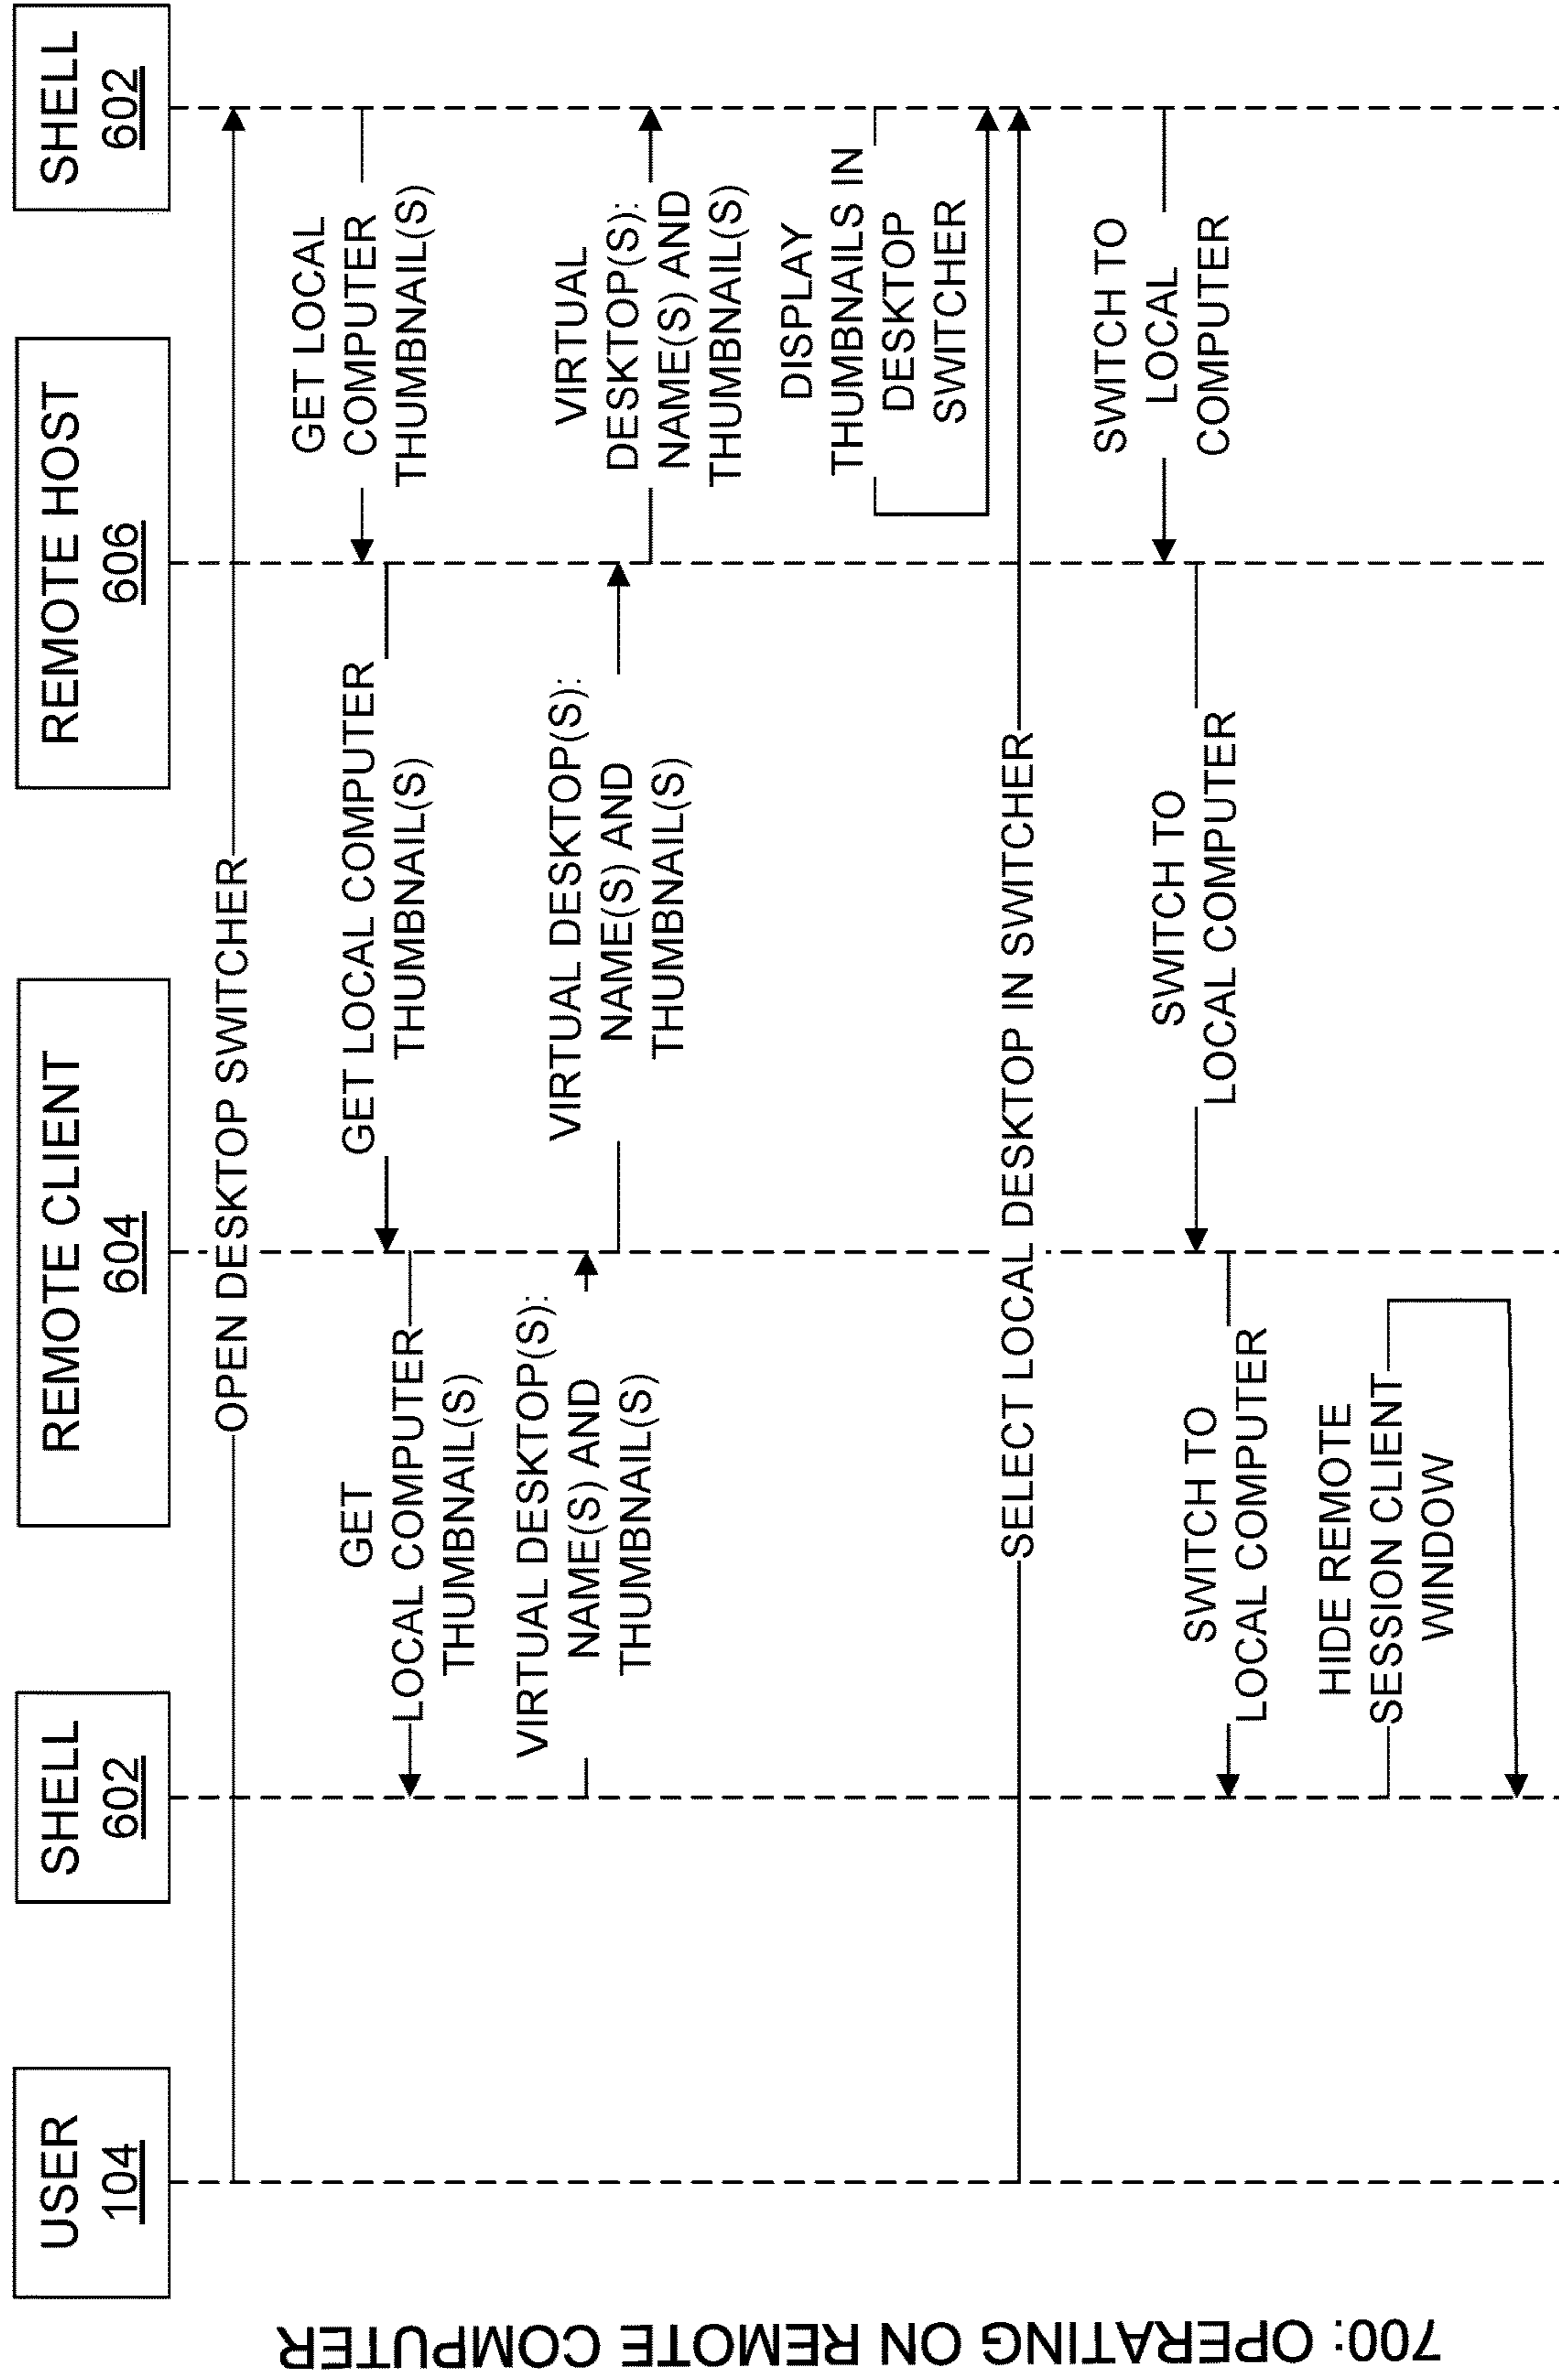 700: OPERATING ON REMOTE COMPUTER
USER
104
SHELL
602
REMOTE CLIENT
604
REMOTE HOST
606
SHELL
602
OPEN DESKTOP SWITCHER
GET LOCAL
COMPUTER
THUMBNAIL(S)
GET LOCAL COMPUTER
THUMBNAIL(S)
GET
LOCAL COMPUTER
THUMBNAIL(S)
VIRTUAL DESKTOP(S):
NAME(S) AND
THUMBNAIL(S)
VIRTUAL DESKTOP(S):
NAME(S) AND
THUMBNAIL(S)
VIRTUAL
DESKTOP(S):
NAME(S) AND
THUMBNAIL(S)
DISPLAY
THUMBNAILS IN
DESKTOP
SWITCHER
SELECT LOCAL DESKTOP IN SWITCHER
SWITCH TO
LOCAL
COMPUTER
SWITCH TO
LOCAL COMPUTER
SWITCH TO
LOCAL COMPUTER
HIDE REMOTE
SESSION CLIENT
WINDOW